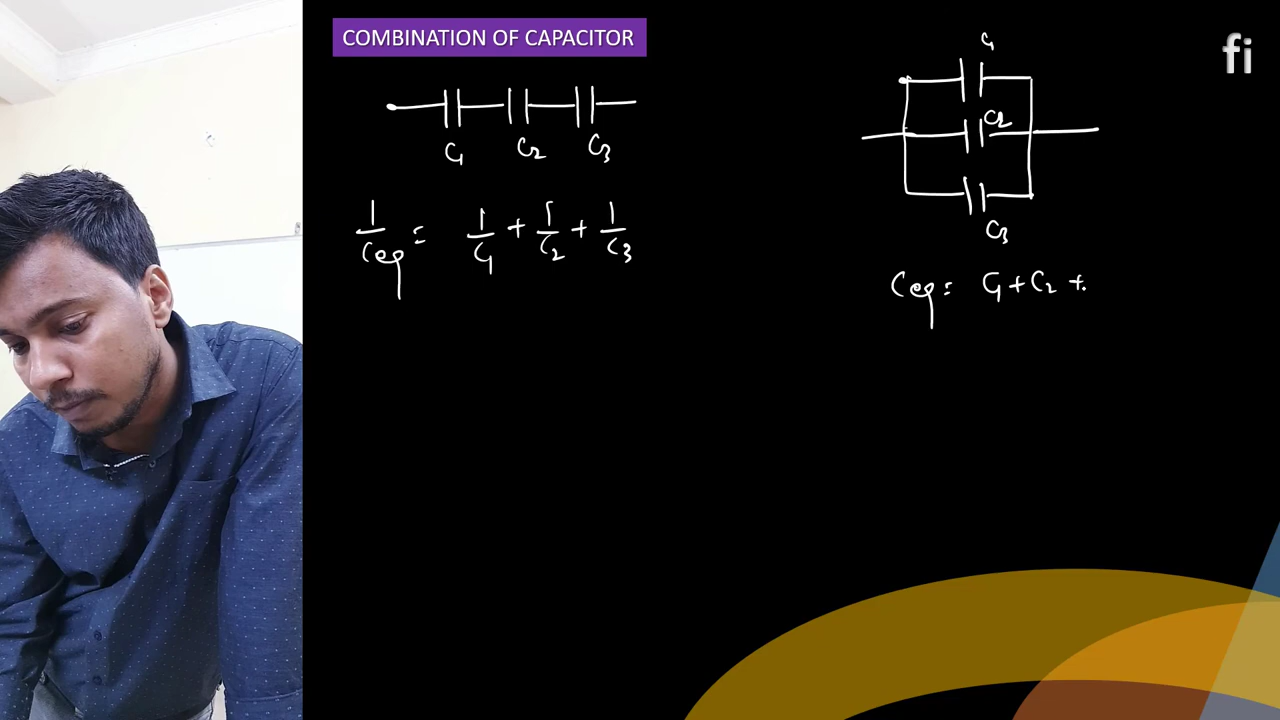 COMBINATION OF CAPACITOR
fi
C1 C2 C3
1/Ceq = 1/C1 + 1/C2 + 1/C3
C1
C2
C3
Ceq = C1 + C2 +